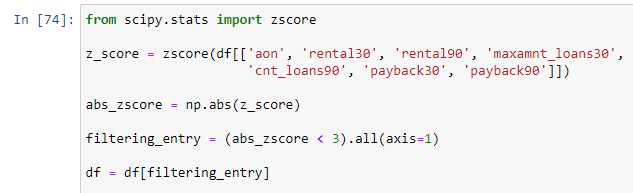 In [74]: from scipy.stats import zscore
z_score = zscore(df[['aon', 'rental30', 'rental90', 'maxamnt_loans30',
'cnt_loans90', 'payback30', 'payback90']])
abs_zscore = np.abs(z_score)
filtering_entry = (abs_zscore < 3).all(axis=1)
df = df[filtering_entry]